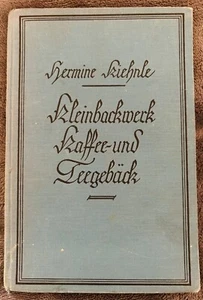 Hermine Kiehnle
Kleinbackwerk
Kaffee- und
Teegebäck